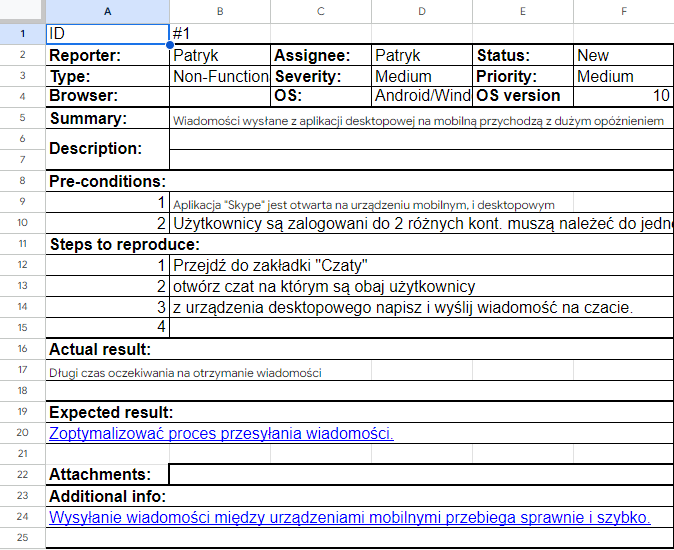 A B C D E F
1 ID #1
2 Reporter: Patryk Assignee: Patryk Status: New
3 Type: Non-Function Severity: Medium Priority: Medium
4 Browser: OS: Android/Wind OS version 10
5 Summary: Wiadomości wysłane z aplikacji desktopowej na mobilną przychodzą z dużym opóźnieniem
6
Description:
7
8 Pre-conditions:
9 1 Aplikacja "Skype" jest otwarta na urządzeniu mobilnym, i desktopowym
10 2 Użytkownicy są zalogowani do 2 różnych kont. muszą należeć do jedn
11 Steps to reproduce:
12 1 Przejdź do zakładki "Czaty"
13 2 otwórz czat na którym są obaj użytkownicy
14 3 z urządzenia desktopowego napisz i wyślij wiadomość na czacie.
15 4
16 Actual result:
17 Długi czas oczekiwania na otrzymanie wiadomości
18
19 Expected result:
20 Zoptymalizować proces przesyłania wiadomości.
21
22 Attachments:
23 Additional info:
24 Wysyłanie wiadomości między urządzeniami mobilnymi przebiega sprawnie i szybko.
25